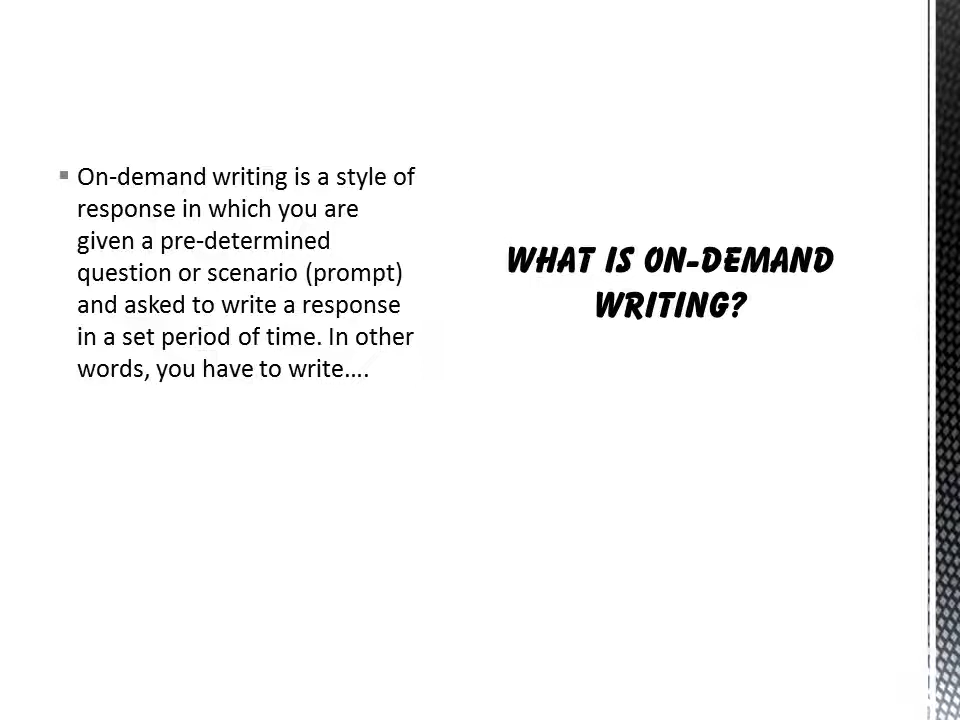 On-demand writing is a style of
response in which you are
given a pre-determined
question or scenario (prompt)
and asked to write a response
in a set period of time. In other
words, you have to write….
WHAT IS ON-DEMAND
WRITING?